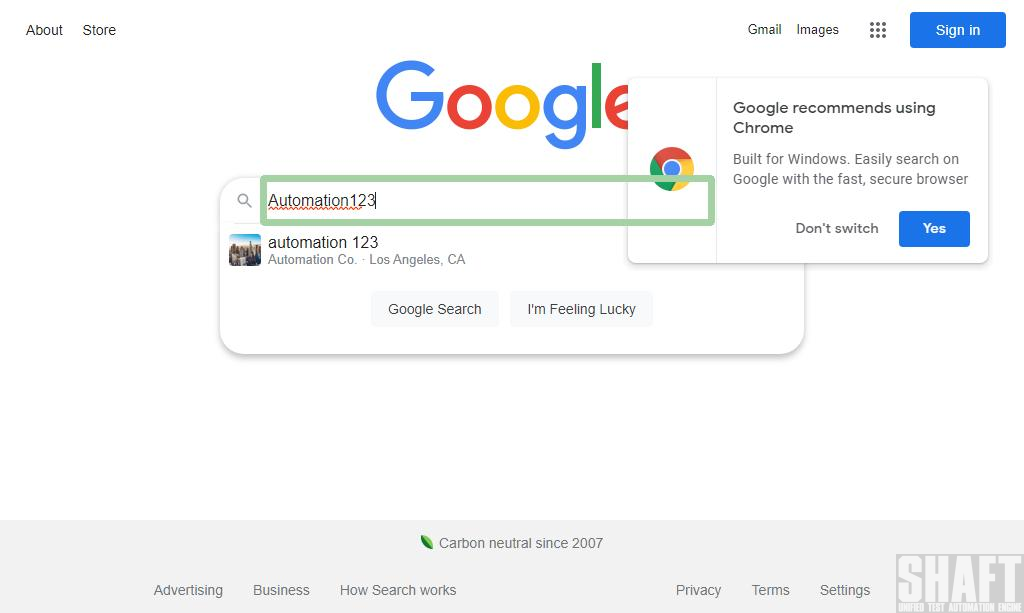 About Store Gmail Images Sign in
Google
Google recommends using
Chrome
Built for Windows. Easily search on
Google with the fast, secure browser
Don't switch Yes
Automation123
automation 123
Automation Co. · Los Angeles, CA
Google Search I'm Feeling Lucky
Carbon neutral since 2007
Advertising Business How Search works Privacy Terms Settings
SHAFT
UNIFIED TEST AUTOMATION ENGINE